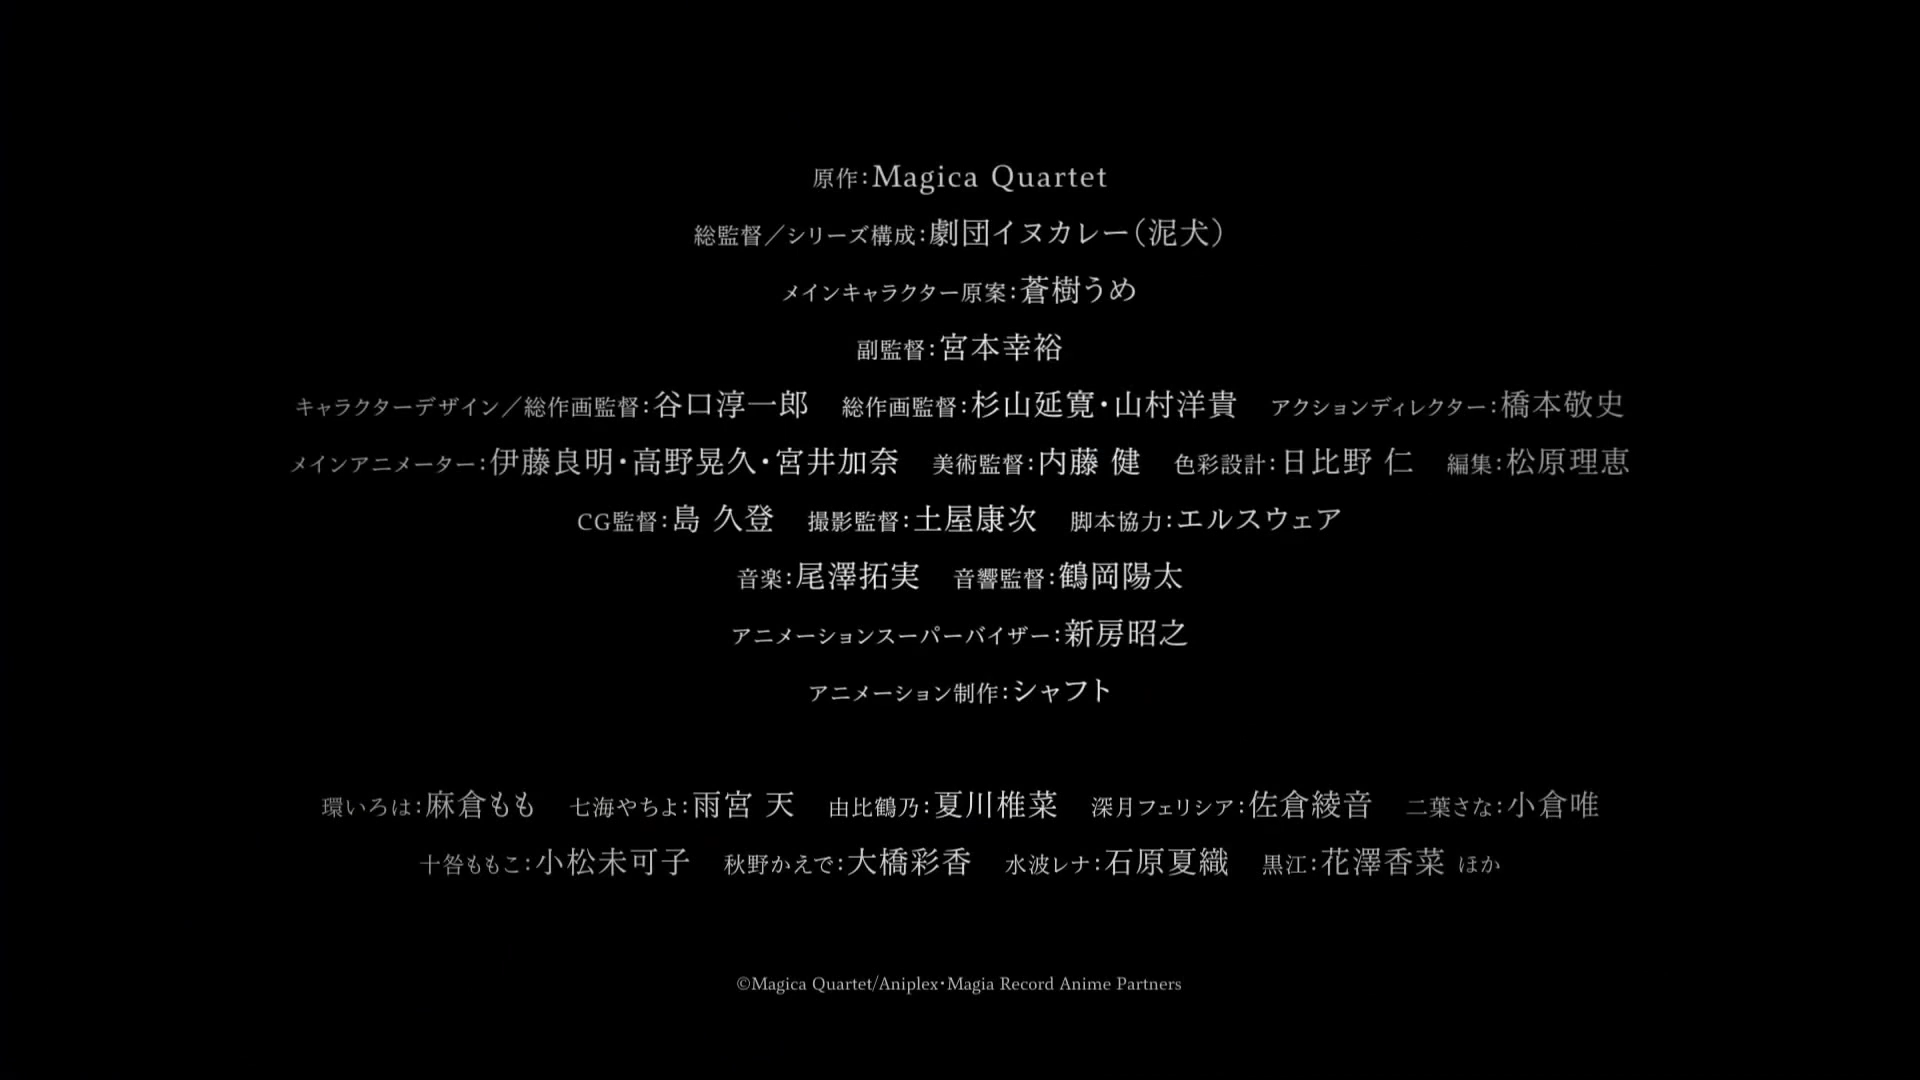 原作：Magica Quartet
総監督／シリーズ構成：劇団イヌカレー（泥犬）
メインキャラクター原案：蒼樹うめ
副監督：宮本幸裕
キャラクターデザイン／総作画監督：谷口淳一郎　総作画監督：杉山延寛・山村洋貴　アクションディレクター：橋本敬史
メインアニメーター：伊藤良明・高野晃久・宮井加奈　美術監督：内藤 健　色彩設計：日比野 仁　編集：松原理恵
CG監督：島 久登　撮影監督：土屋康次　脚本協力：エルスウェア
音楽：尾澤拓実　音響監督：鶴岡陽太
アニメーションスーパーバイザー：新房昭之
アニメーション制作：シャフト
環いろは：麻倉もも　七海やちよ：雨宮 天　由比鶴乃：夏川椎菜　深月フェリシア：佐倉綾音　二葉さな：小倉唯
十咎ももこ：小松未可子　秋野かえで：大橋彩香　水波レナ：石原夏織　黒江：花澤香菜 ほか
©Magica Quartet/Aniplex・Magia Record Anime Partners